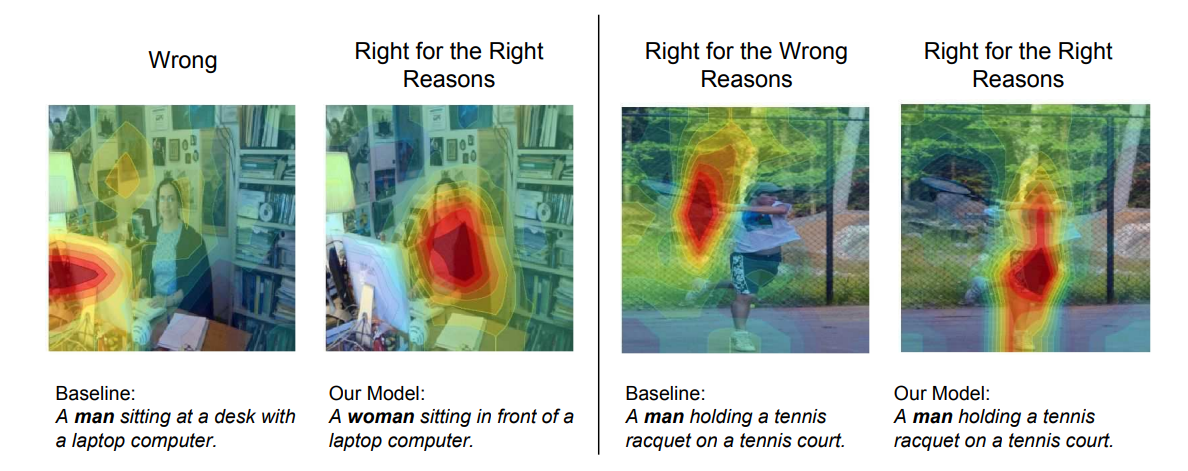 Wrong
Right for the Right
Reasons
Right for the Wrong
Reasons
Right for the Right
Reasons
Baseline:
A man sitting at a desk with
a laptop computer.
Our Model:
A woman sitting in front of a
laptop computer.
Baseline:
A man holding a tennis
racquet on a tennis court.
Our Model:
A man holding a tennis
racquet on a tennis court.